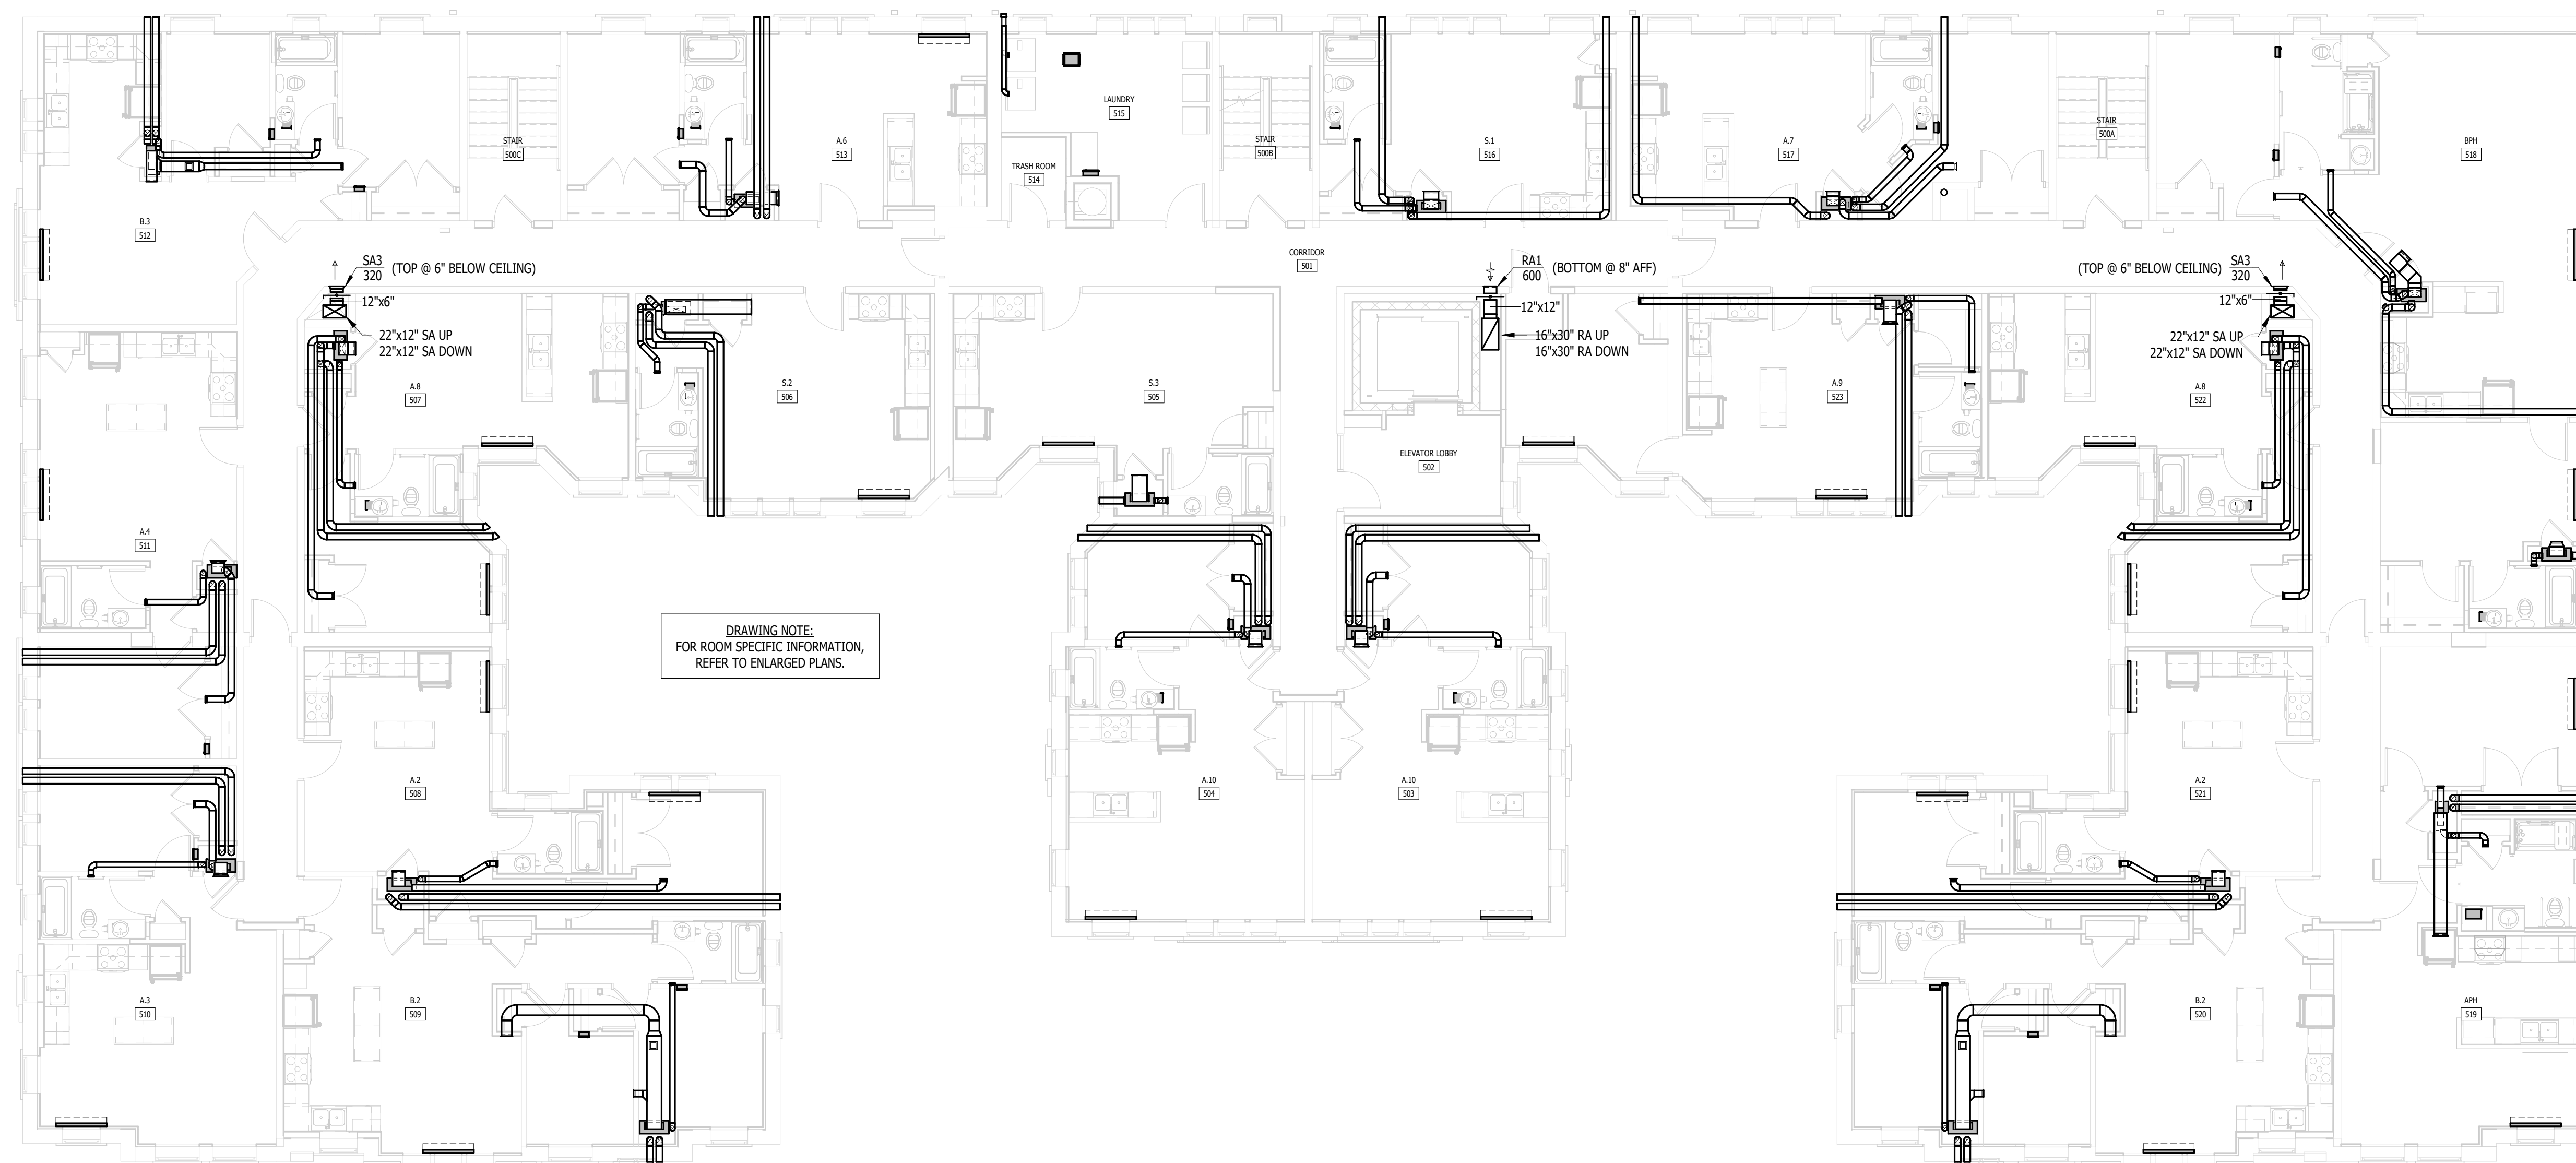 LAUNDRY
515
STAIR
500C
A.6
513
STAIR
500B
S.1
516
A.7
517
STAIR
500A
BPH
518
TRASH ROOM
514
B.3
512
CORRIDOR
501
SA3
320
(TOP @ 6" BELOW CEILING)
12"x6"
22"x12" SA UP
22"x12" SA DOWN
RA1
600
(BOTTOM @ 8" AFF)
12"x12"
16"x30" RA UP
16"x30" RA DOWN
(TOP @ 6" BELOW CEILING)
SA3
320
12"x6"
22"x12" SA UP
22"x12" SA DOWN
A.8
507
S.2
506
S.3
505
A.9
523
A.8
522
ELEVATOR LOBBY
502
A.4
511
DRAWING NOTE:
FOR ROOM SPECIFIC INFORMATION,
REFER TO ENLARGED PLANS.
A.2
508
A.10
504
A.10
503
A.2
521
A.3
510
B.2
509
B.2
520
APH
519